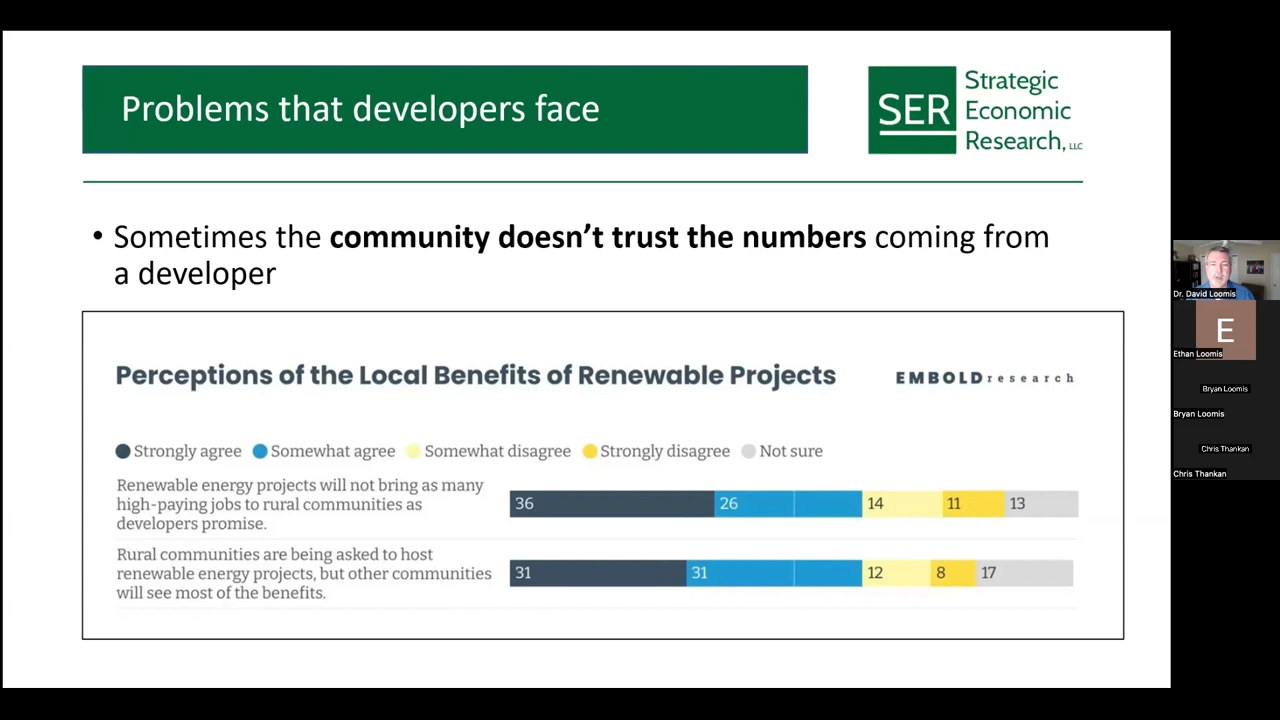 Problems that developers face
SER
Strategic
Economic
Research, LLC
• Sometimes the community doesn't trust the numbers coming from
a developer
Perceptions of the Local Benefits of Renewable Projects
EMBOLDresearch
Strongly agree Somewhat agree Somewhat disagree Strongly disagree Not sure
Renewable energy projects will not bring as many
high-paying jobs to rural communities as
developers promise.
36 26 14 11 13
Rural communities are being asked to host
renewable energy projects, but other communities
will see most of the benefits.
31 31 12 8 17
Dr. David Loomis
E
Ethan Loomis
Bryan Loomis
Bryan Loomis
Chris Thankan
Chris Thankan